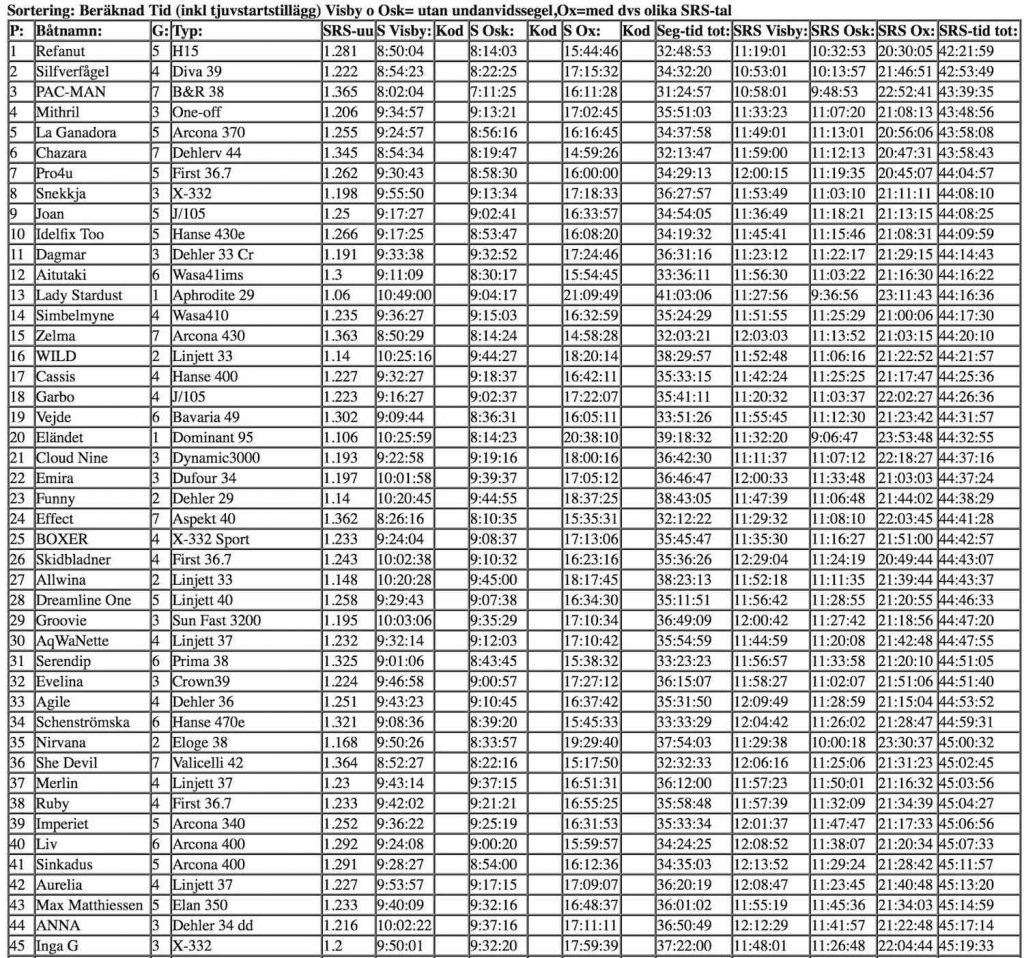 Sortering: Beräknad Tid (inkl tjuvstartstillägg) Visby o Osk= utan undanvidssegel,Ox=med dvs olika SRS-tal
P: Båtnamn: G: Typ: SRS-uu S Visby: Kod S Osk: Kod S Ox: Kod Seg-tid tot: SRS Visby: SRS Osk: SRS Ox: SRS-tid tot:
1 Refanut 5 H15 1.281 8:50:04 8:14:03 15:44:46 32:48:53 11:19:01 10:32:53 20:30:05 42:21:59
2 Silfverfågel 4 Diva 39 1.222 8:54:23 8:22:25 17:15:32 34:32:20 10:53:01 10:13:57 21:46:51 42:53:49
3 PAC-MAN 7 B&R 38 1.365 8:02:04 7:11:25 16:11:28 31:24:57 10:58:01 9:48:53 22:52:41 43:39:35
4 Mithril 3 One-off 1.206 9:34:57 9:13:21 17:02:45 35:51:03 11:33:23 11:07:20 21:08:13 43:48:56
5 La Ganadora 5 Arcona 370 1.255 9:24:57 8:56:16 16:16:45 34:37:58 11:49:01 11:13:01 20:56:06 43:58:08
6 Chazara 7 Dehlerv 44 1.345 8:54:34 8:19:47 14:59:26 32:13:47 11:59:00 11:12:13 20:47:31 43:58:43
7 Pro4u 5 First 36.7 1.262 9:30:43 8:58:30 16:00:00 34:29:13 12:00:15 11:19:35 20:45:07 44:04:57
8 Snekkja 3 X-332 1.198 9:55:50 9:13:34 17:18:33 36:27:57 11:53:49 11:03:10 21:11:11 44:08:10
9 Joan 5 J/105 1.25 9:17:27 9:02:41 16:33:57 34:54:05 11:36:49 11:18:21 21:13:15 44:08:25
10 Idelfix Too 5 Hanse 430e 1.266 9:17:25 8:53:47 16:08:20 34:19:32 11:45:41 11:15:46 21:08:31 44:09:59
11 Dagmar 3 Dehler 33 Cr 1.191 9:33:38 9:32:52 17:24:46 36:31:16 11:23:12 11:22:17 21:29:15 44:14:43
12 Aitutaki 6 Wasa41ims 1.3 9:11:09 8:30:17 15:54:45 33:36:11 11:56:30 11:03:22 21:16:30 44:16:22
13 Lady Stardust 1 Aphrodite 29 1.06 10:49:00 9:04:17 21:09:49 41:03:06 11:27:56 9:36:56 23:11:43 44:16:36
14 Simbelmyne 4 Wasa410 1.235 9:36:27 9:15:03 16:32:59 35:24:29 11:51:55 11:25:29 21:00:06 44:17:30
15 Zelma 7 Arcona 430 1.363 8:50:29 8:14:24 14:58:28 32:03:21 12:03:03 11:13:52 21:03:15 44:20:10
16 WILD 2 Linjett 33 1.14 10:25:16 9:44:27 18:20:14 38:29:57 11:52:48 11:06:16 21:22:52 44:21:57
17 Cassis 4 Hanse 400 1.227 9:32:27 9:18:37 16:42:11 35:33:15 11:42:24 11:25:25 21:17:47 44:25:36
18 Garbo 4 J/105 1.223 9:16:27 9:02:37 17:22:07 35:41:11 11:20:32 11:03:37 22:02:27 44:26:36
19 Vejde 6 Bavaria 49 1.302 9:09:44 8:36:31 16:05:11 33:51:26 11:55:45 11:12:30 21:23:42 44:31:57
20 Eländet 1 Dominant 95 1.106 10:25:59 8:14:23 20:38:10 39:18:32 11:32:20 9:06:47 23:53:48 44:32:55
21 Cloud Nine 3 Dynamic3000 1.193 9:22:58 9:19:16 18:00:16 36:42:30 11:11:37 11:07:12 22:18:27 44:37:16
22 Emira 3 Dufour 34 1.197 10:01:58 9:39:37 17:05:12 36:46:47 12:00:33 11:33:48 21:03:03 44:37:24
23 Funny 2 Dehler 29 1.14 10:20:45 9:44:55 18:37:25 38:43:05 11:47:39 11:06:48 21:44:02 44:38:29
24 Effect 7 Aspekt 40 1.362 8:26:16 8:10:35 15:35:31 32:12:22 11:29:32 11:08:10 22:03:45 44:41:28
25 BOXER 4 X-332 Sport 1.233 9:24:04 9:08:37 17:13:06 35:45:47 11:35:30 11:16:27 21:51:00 44:42:57
26 Skidbladner 4 First 36.7 1.243 10:02:38 9:10:32 16:23:16 35:36:26 12:29:04 11:24:19 20:49:44 44:43:07
27 Allwina 2 Linjett 33 1.148 10:20:28 9:45:00 18:17:45 38:23:13 11:52:18 11:11:35 21:39:44 44:43:37
28 Dreamline One 5 Linjett 40 1.258 9:29:43 9:07:38 16:34:30 35:11:51 11:56:42 11:28:55 21:20:55 44:46:33
29 Groovie 3 Sun Fast 3200 1.195 10:03:06 9:35:29 17:10:34 36:49:09 12:00:42 11:27:42 21:18:56 44:47:20
30 AqWaNette 4 Linjett 37 1.232 9:32:14 9:12:03 17:10:42 35:54:59 11:44:59 11:20:08 21:42:48 44:47:55
31 Serendip 6 Prima 38 1.325 9:01:06 8:43:45 15:38:32 33:23:23 11:56:57 11:33:58 21:20:10 44:51:05
32 Evelina 3 Crown39 1.224 9:46:58 9:00:57 17:27:12 36:15:07 11:58:27 11:02:07 21:51:06 44:51:40
33 Agile 4 Dehler 36 1.251 9:43:23 9:10:45 16:37:42 35:31:50 12:09:49 11:28:59 21:15:04 44:53:52
34 Schenströmska 6 Hanse 470e 1.321 9:08:36 8:39:20 15:45:33 33:33:29 12:04:42 11:26:02 21:28:47 44:59:31
35 Nirvana 2 Eloge 38 1.168 9:50:26 8:33:57 19:29:40 37:54:03 11:29:38 10:00:18 23:30:37 45:00:32
36 She Devil 7 Valicelli 42 1.364 8:52:27 8:22:16 15:17:50 32:32:33 12:06:16 11:25:06 21:31:23 45:02:45
37 Merlin 4 Linjett 37 1.23 9:43:14 9:37:15 16:51:31 36:12:00 11:57:23 11:50:01 21:16:32 45:03:56
38 Ruby 4 First 36.7 1.233 9:42:02 9:21:21 16:55:25 35:58:48 11:57:39 11:32:09 21:34:39 45:04:27
39 Imperiet 5 Arcona 340 1.252 9:36:22 9:25:19 16:31:53 35:33:34 12:01:37 11:47:47 21:17:33 45:06:56
40 Liv 6 Arcona 400 1.292 9:24:08 9:00:20 15:59:57 34:24:25 12:08:52 11:38:07 21:20:34 45:07:33
41 Sinkadus 5 Arcona 400 1.291 9:28:27 8:54:00 16:12:36 34:35:03 12:13:52 11:29:24 21:28:42 45:11:57
42 Aurelia 4 Linjett 37 1.227 9:53:57 9:17:15 17:09:07 36:20:19 12:08:47 11:23:45 21:40:48 45:13:20
43 Max Matthiessen 5 Elan 350 1.233 9:40:09 9:32:16 16:48:37 36:01:02 11:55:19 11:45:36 21:34:03 45:14:59
44 ANNA 3 Dehler 34 dd 1.216 10:02:22 9:37:16 17:11:11 36:50:49 12:12:29 11:41:57 21:22:48 45:17:14
45 Inga G 3 X-332 1.2 9:50:01 9:32:20 17:59:39 37:22:00 11:48:01 11:26:48 22:04:44 45:19:33